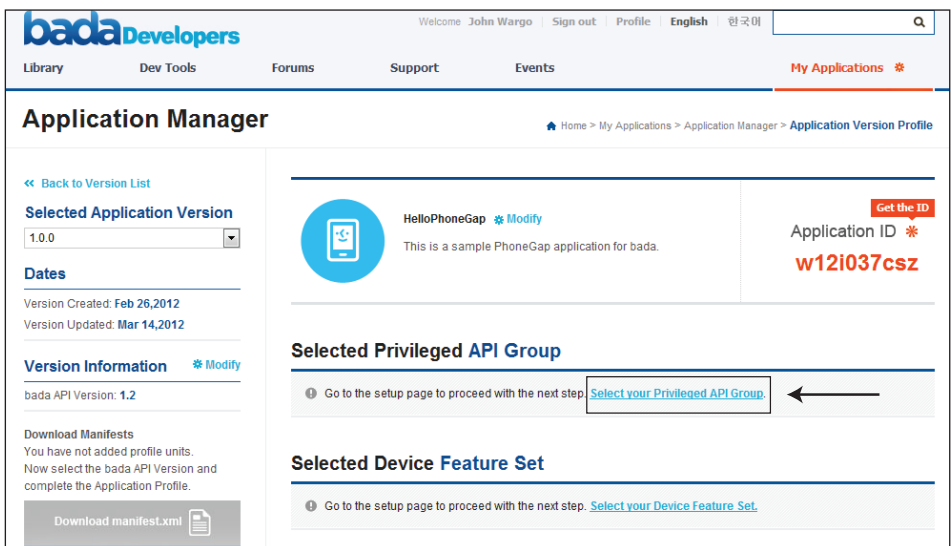 bada Developers
Welcome John Wargo Sign out Profile English 한국어
Library Dev Tools Forums Support Events My Applications
Application Manager
Home > My Applications > Application Manager > Application Version Profile
« Back to Version List
Selected Application Version
1.0.0
Dates
Version Created: Feb 26,2012
Version Updated: Mar 14,2012
Version Information Modify
bada API Version: 1.2
Download Manifests
You have not added profile units.
Now select the bada API Version and
complete the Application Profile.
Download manifest.xml
HelloPhoneGap Modify
This is a sample PhoneGap application for bada.
Get the ID
Application ID
w12i037csz
Selected Privileged API Group
Go to the setup page to proceed with the next step. Select your Privileged API Group.
Selected Device Feature Set
Go to the setup page to proceed with the next step. Select your Device Feature Set.